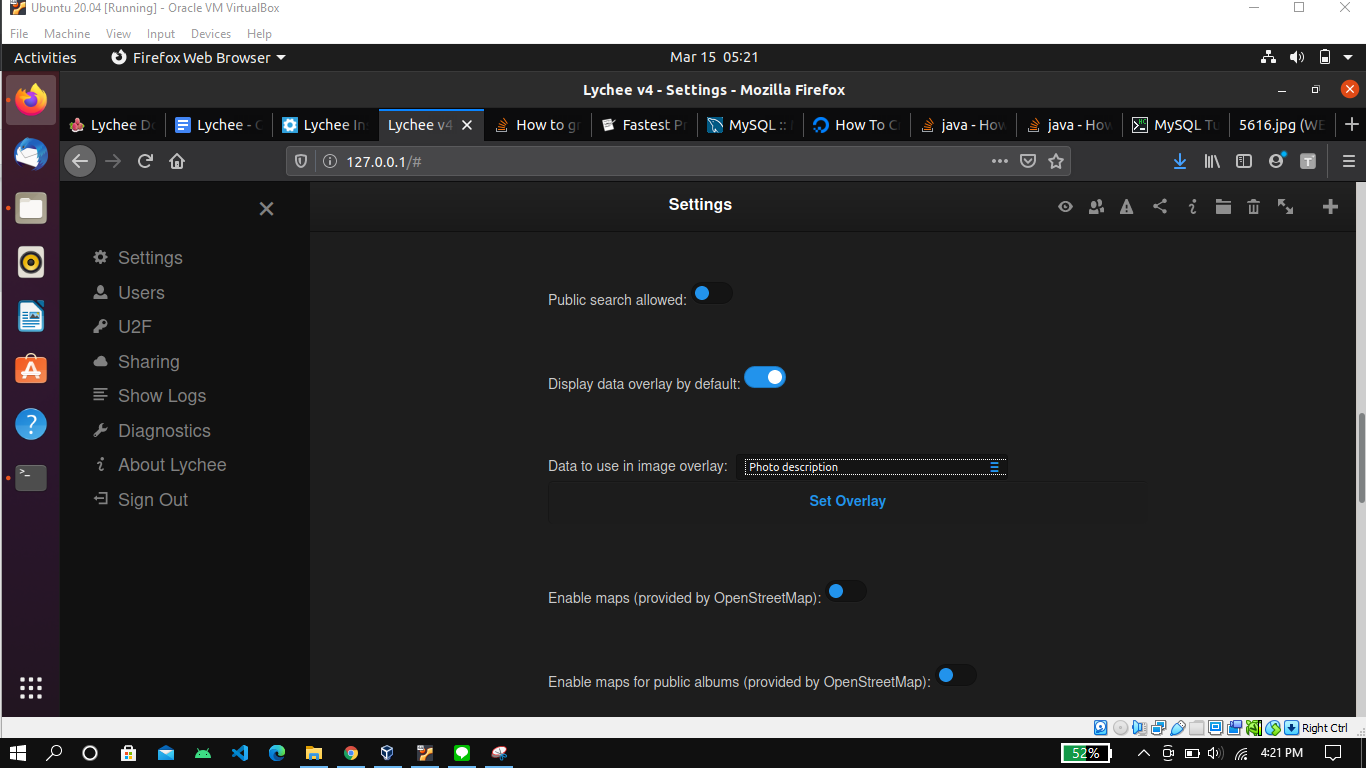 Ubuntu 20.04 [Running] - Oracle VM VirtualBox
File Machine View Input Devices Help
Activities Firefox Web Browser Mar 15 05:21
Lychee v4 - Settings - Mozilla Firefox
Lychee Do Lychee - C Lychee Ins Lychee v4 How to gr Fastest Pr MySQL :: How To Cr java - How java - How MySQL Tu 5616.jpg (WE
127.0.0.1/#
T
Settings
Settings
Users
U2F
Sharing
Show Logs
Diagnostics
About Lychee
Sign Out
Public search allowed:
Display data overlay by default:
Data to use in image overlay: Photo description
Set Overlay
Enable maps (provided by OpenStreetMap):
Enable maps for public albums (provided by OpenStreetMap):
Right Ctrl
52% 4:21 PM